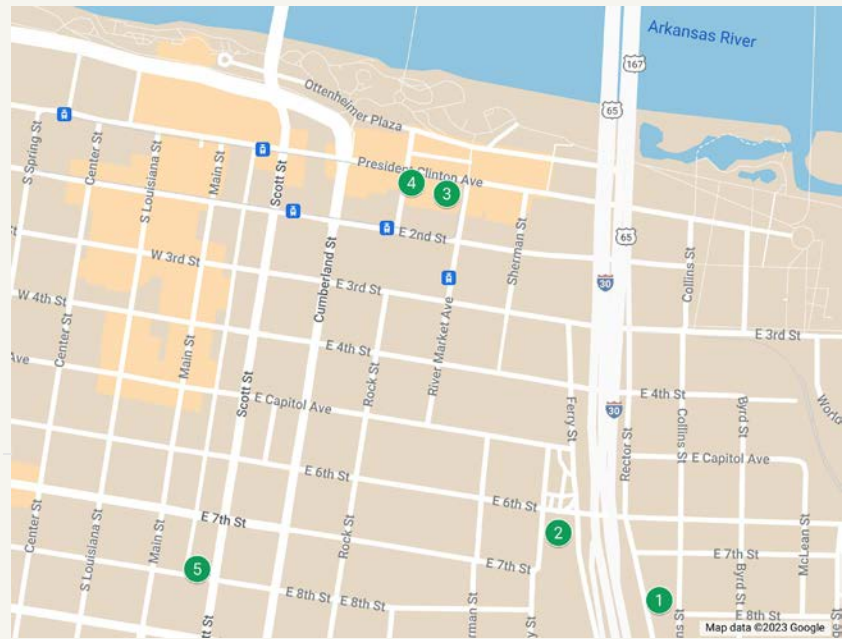 Arkansas River
167
65
Ottenheimer Plaza
S Spring St
Center St
S Louisiana St
Main St
Scott St
President Clinton Ave
4
3
E 2nd St
65
Sherman St
Collins St
W 3rd St
Cumberland St
E 3rd St
30
W 4th St
River Market Ave
E 3rd St
E 4th St
Center St
Main St
Scott St
Rock St
E 4th St
Ave
E Capitol Ave
Ferry St
30
Rector St
Collins St
Byrd St
E Capitol Ave
E 6th St
E 6th St
E 7th St
2
Center St
S Louisiana St
Main St
Rock St
E 7th St
E 7th St
Byrd St
McLean St
5
E 8th St
E 8th St
1
E 8th St
Map data ©2023 Google